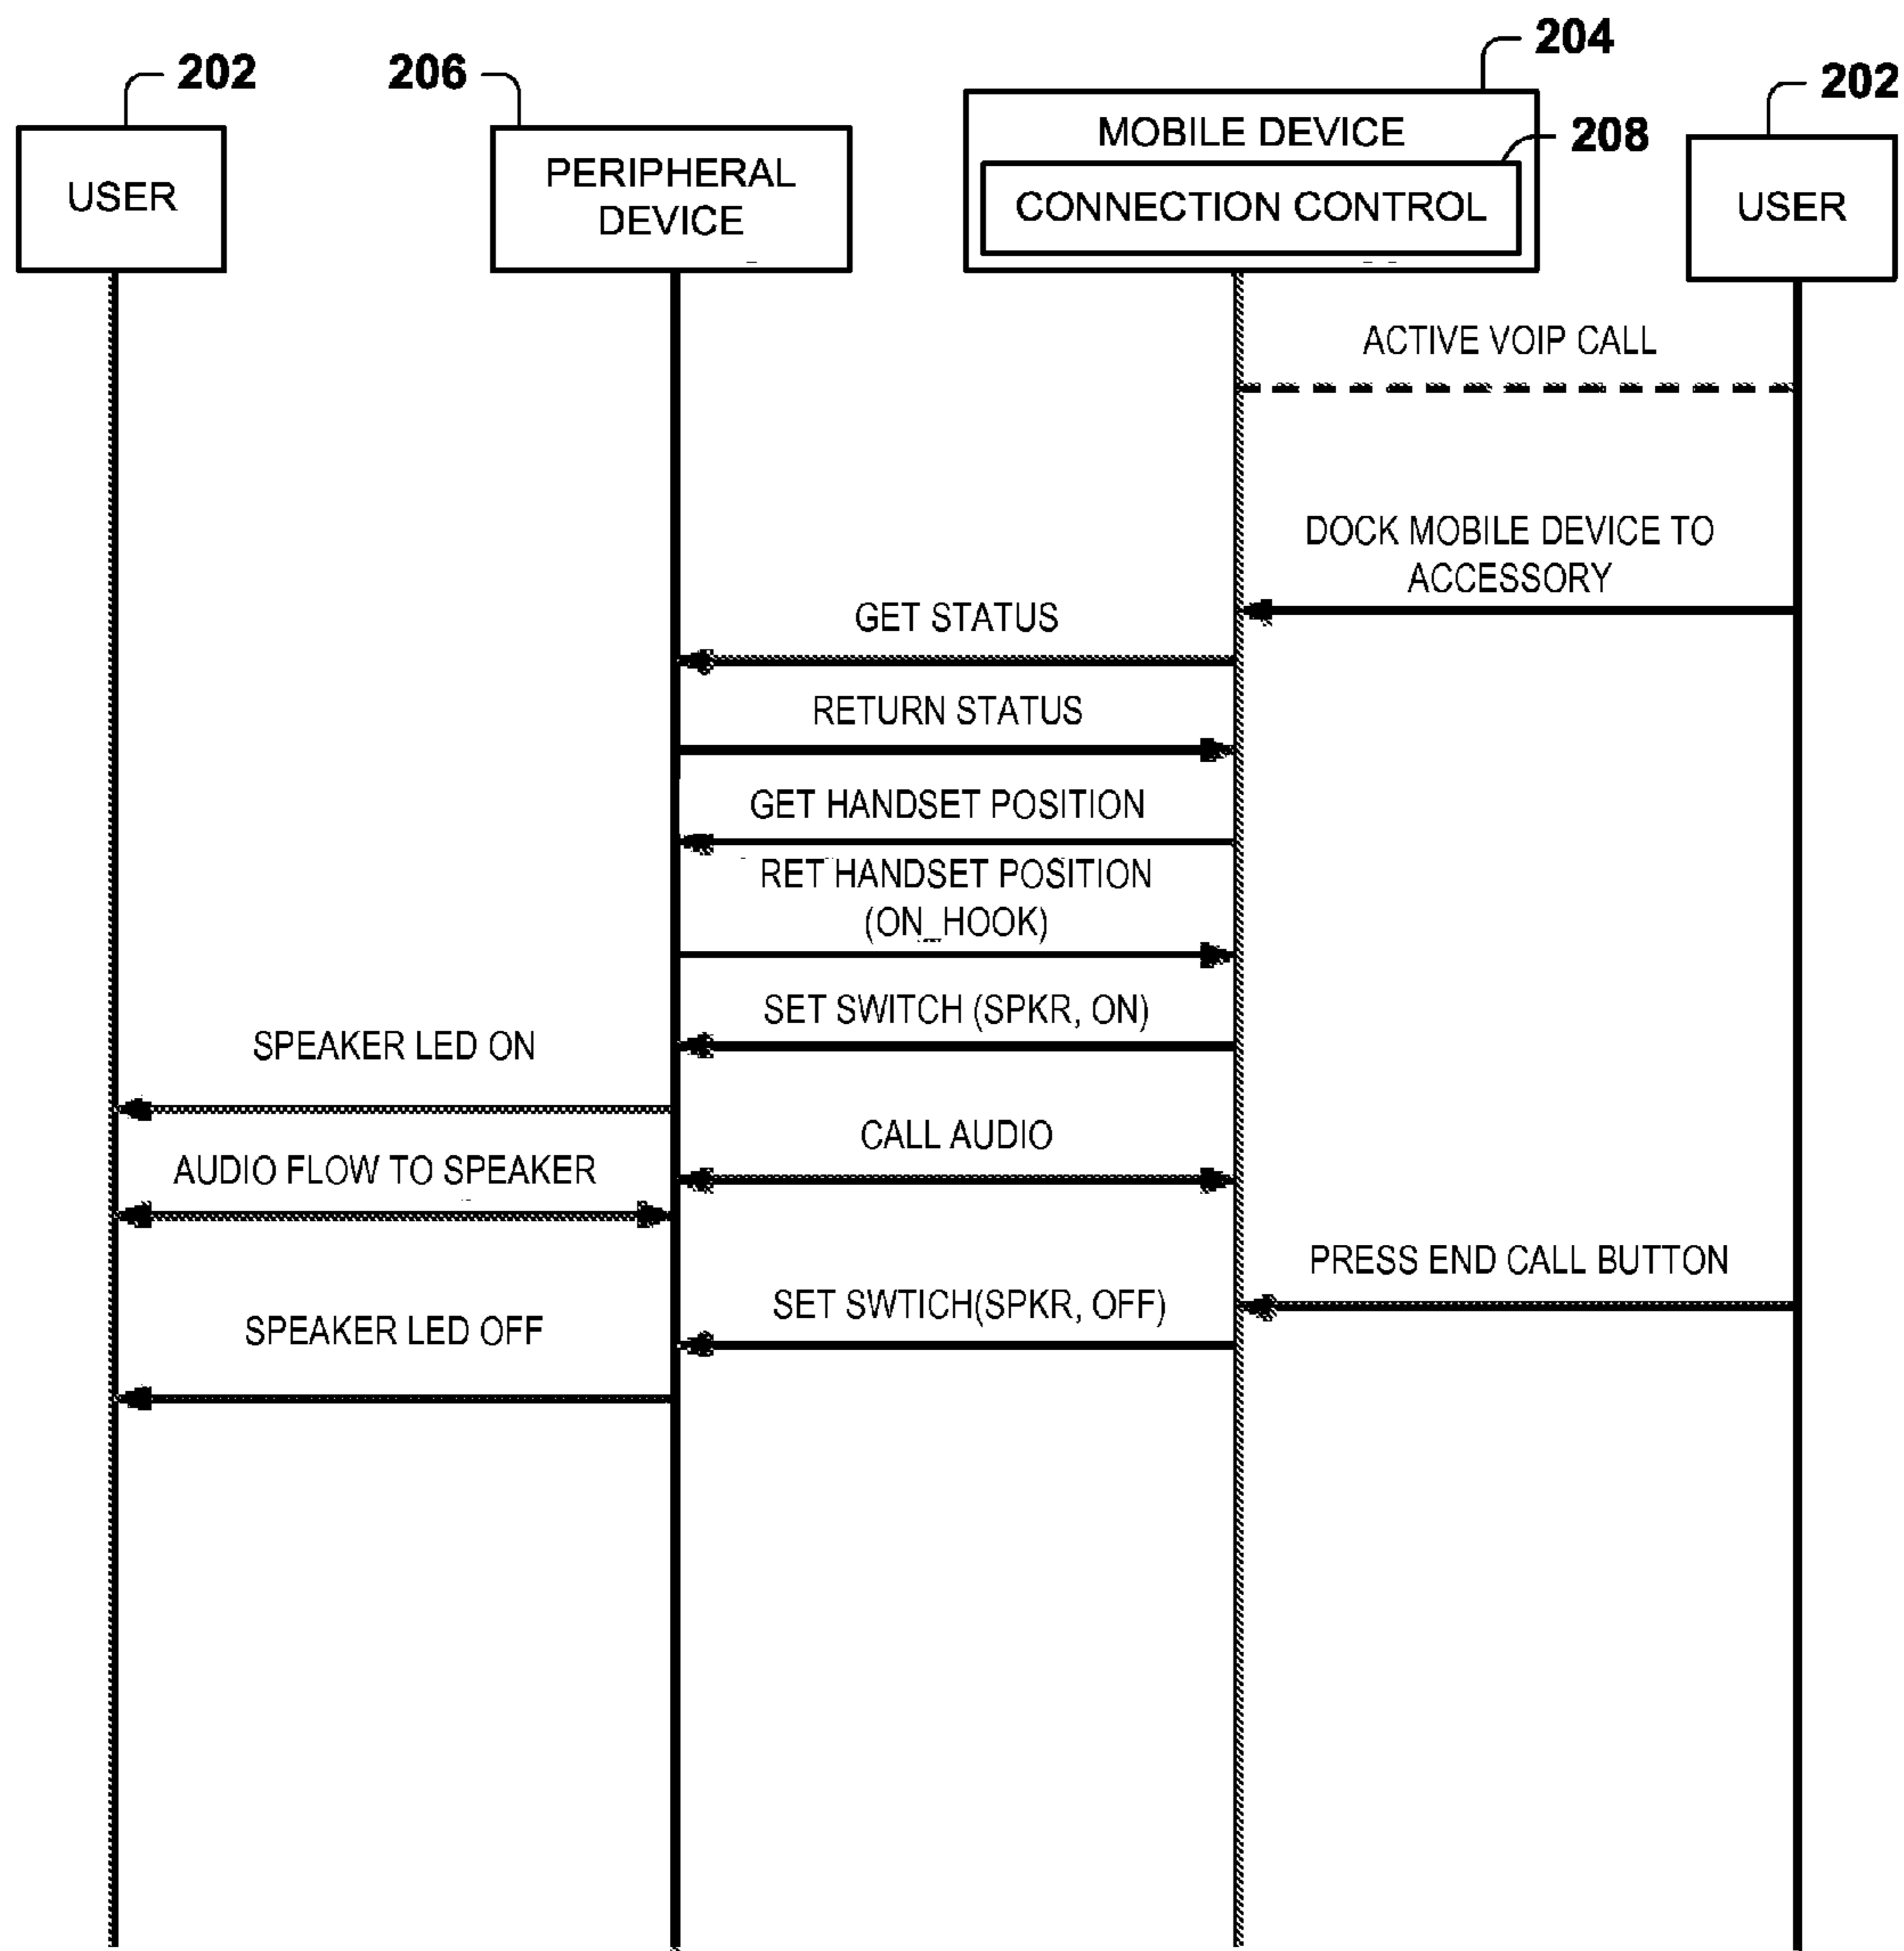 204
202
206
202
MOBILE DEVICE
208
PERIPHERAL
DEVICE
USER
CONNECTION CONTROL
USER
ACTIVE VOIP CALL
DOCK MOBILE DEVICE TO
ACCESSORY
GET STATUS
RETURN STATUS
GET HANDSET POSITION
RET HANDSET POSITION
(ON_HOOK)
SET SWITCH (SPKR, ON)
SPEAKER LED ON
CALL AUDIO
AUDIO FLOW TO SPEAKER
PRESS END CALL BUTTON
SET SWTICH(SPKR, OFF)
SPEAKER LED OFF